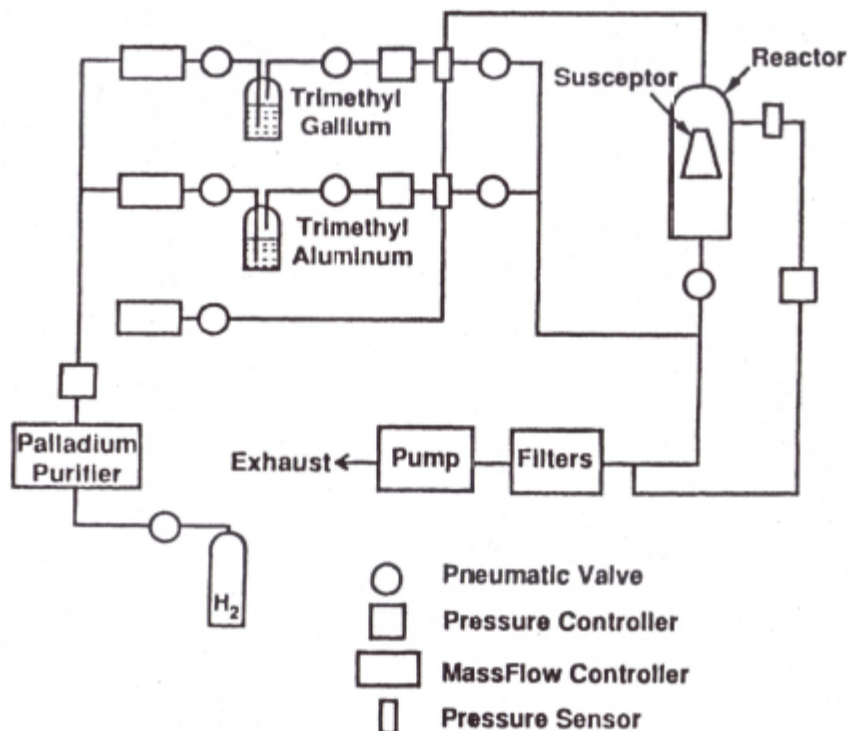 Susceptor
Reactor
Trimethyl
Gallium
Trimethyl
Aluminum
Palladium
Purifier
Exhaust
Pump
Filters
H2
Pneumatic Valve
Pressure Controller
MassFlow Controller
Pressure Sensor